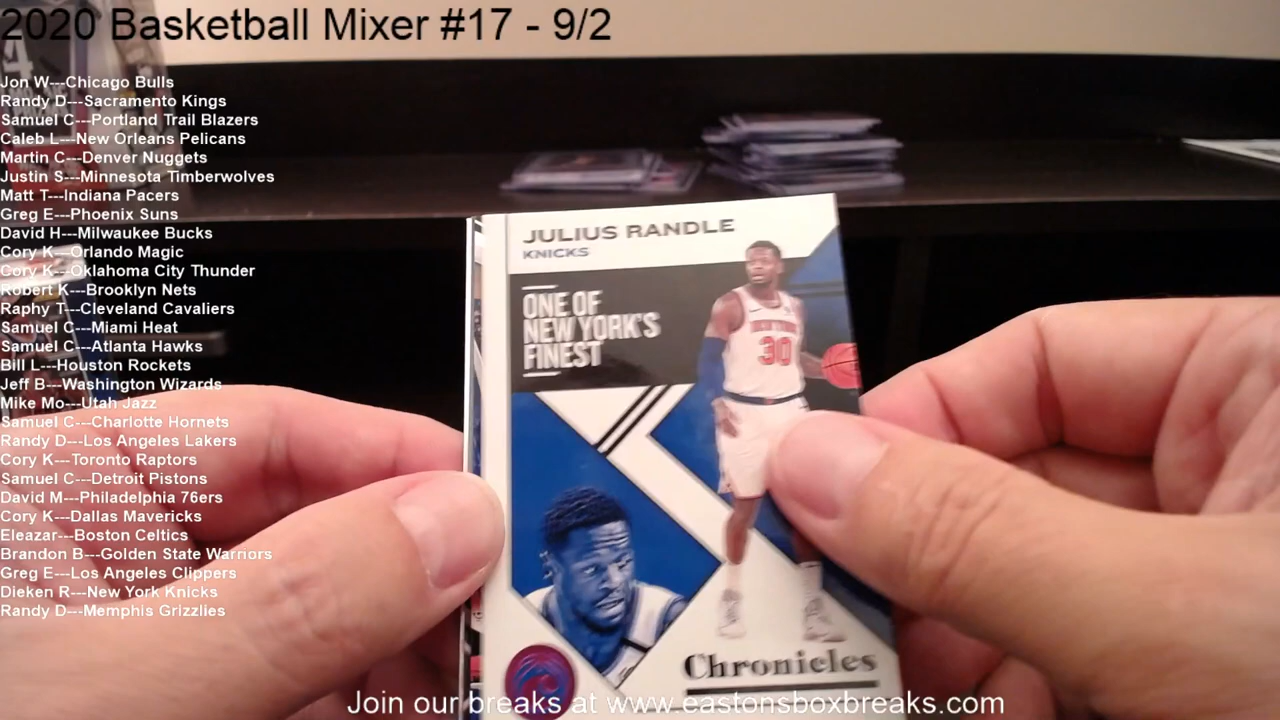 2020 Basketball Mixer #17 - 9/2
Jon W---Chicago Bulls
Randy D---Sacramento Kings
Samuel C---Portland Trail Blazers
Caleb L---New Orleans Pelicans
Martin C---Denver Nuggets
Justin S---Minnesota Timberwolves
Matt T---Indiana Pacers
Greg E---Phoenix Suns
David H---Milwaukee Bucks
Cory K---Orlando Magic
Cory K---Oklahoma City Thunder
Robert K---Brooklyn Nets
Raphy T---Cleveland Cavaliers
Samuel C---Miami Heat
Samuel C---Atlanta Hawks
Bill L---Houston Rockets
Jeff B---Washington Wizards
Mike Mo---Utah Jazz
Samuel C---Charlotte Hornets
Randy D---Los Angeles Lakers
Cory K---Toronto Raptors
Samuel C---Detroit Pistons
David M---Philadelphia 76ers
Cory K---Dallas Mavericks
Eleazar---Boston Celtics
Brandon B---Golden State Warriors
Greg E---Los Angeles Clippers
Dieken R---New York Knicks
Randy D---Memphis Grizzlies
JULIUS RANDLE
KNICKS
ONE OF
NEW YORK'S
FINEST
NEW YORK
30
Chronicles
Join our breaks at www.eastonsboxbreaks.com